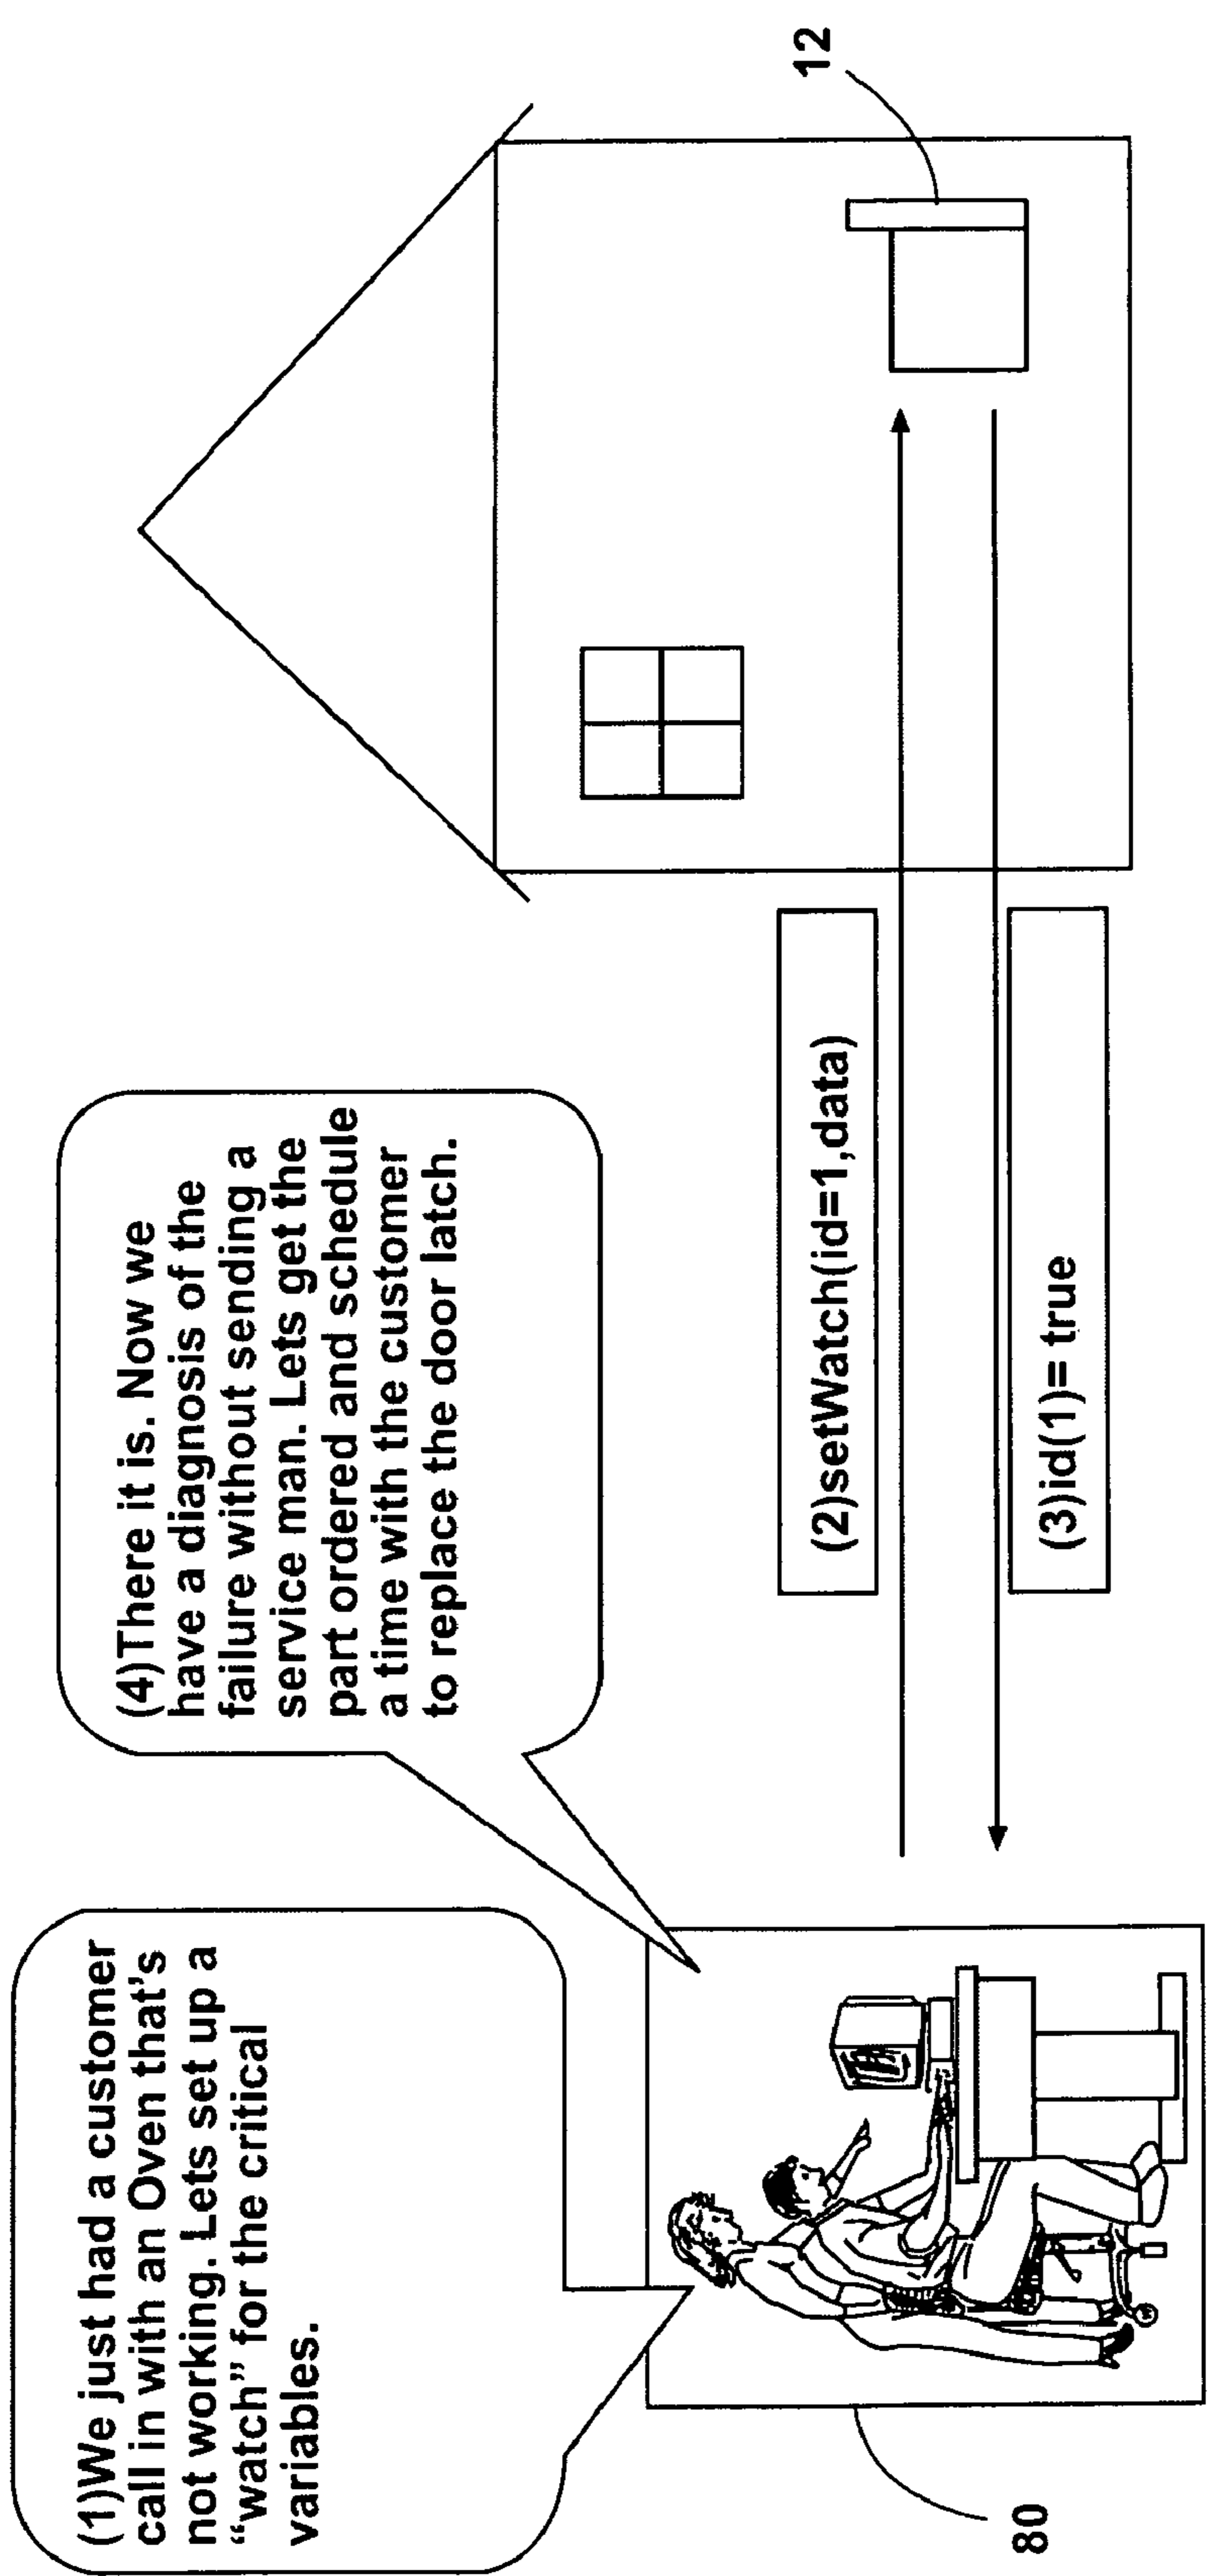 (1)We just had a customer
call in with an Oven that's
not working. Lets set up a
“watch” for the critical
variables.
(4)There it is. Now we
have a diagnosis of the
failure without sending a
service man. Lets get the
part ordered and schedule
a time with the customer
to replace the door latch.
(2)setWatch(id=1,data)
(3)id(1)= true
12
80